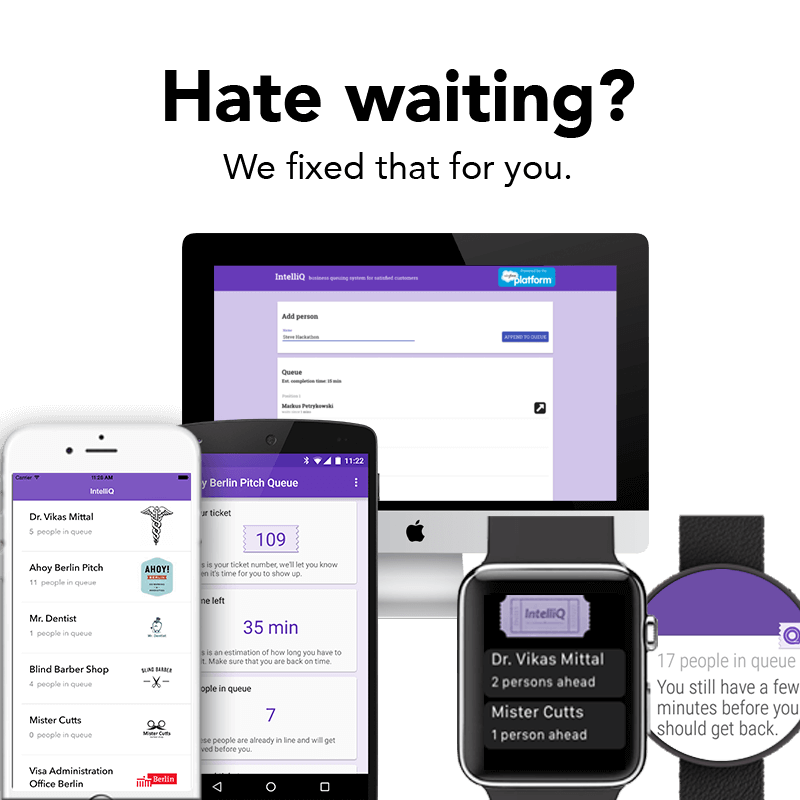 Hate waiting?
We fixed that for you.
IntelliQ business queuing system for satisfied customers
Powered by the
platform
Add person
Name
Steve Hackathon
APPEND TO QUEUE
Queue
Est. completion time: 15 min
Markus Petrykowski
Carrier
11:20 AM
IntelliQ
Dr. Vikas Mittal
5 people in queue
Ahoy Berlin Pitch
11 people in queue
AHOY!
BERLIN
Mr. Dentist
1 people in queue
Mr. Dentist
Blind Barber Shop
4 people in queue
BLIND BARBER
Mister Cutts
0 people in queue
Mister Cutts
Visa Administration
Office Berlin
Berlin
11:22
y Berlin Pitch Queue
ur ticket
109
s is your ticket number, we'll let you know
en it's time for you to show up.
me left
35 min
s is an estimation of how long you have to
it. Make sure that you are back on time.
ople in queue
7
ese people are already in line and will get
ved before you.
IntelliQ
Dr. Vikas Mittal
2 persons ahead
Mister Cutts
1 person ahead
17 people in queue
You still have a few
minutes before you
should get back.